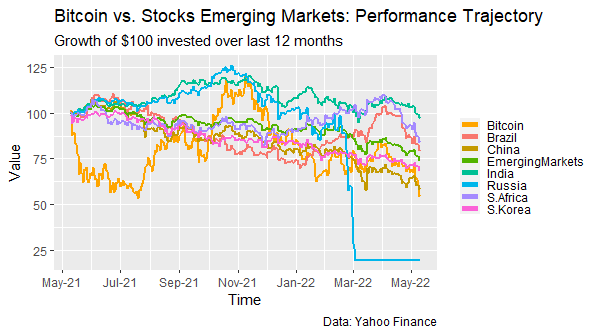 Bitcoin vs. Stocks Emerging Markets: Performance Trajectory
Growth of $100 invested over last 12 months
Value
125
100
75
50
25
May-21 Jul-21 Sep-21 Nov-21 Jan-22 Mar-22 May-22
Time
Bitcoin
Brazil
China
EmergingMarkets
India
Russia
S.Africa
S.Korea
Data: Yahoo Finance